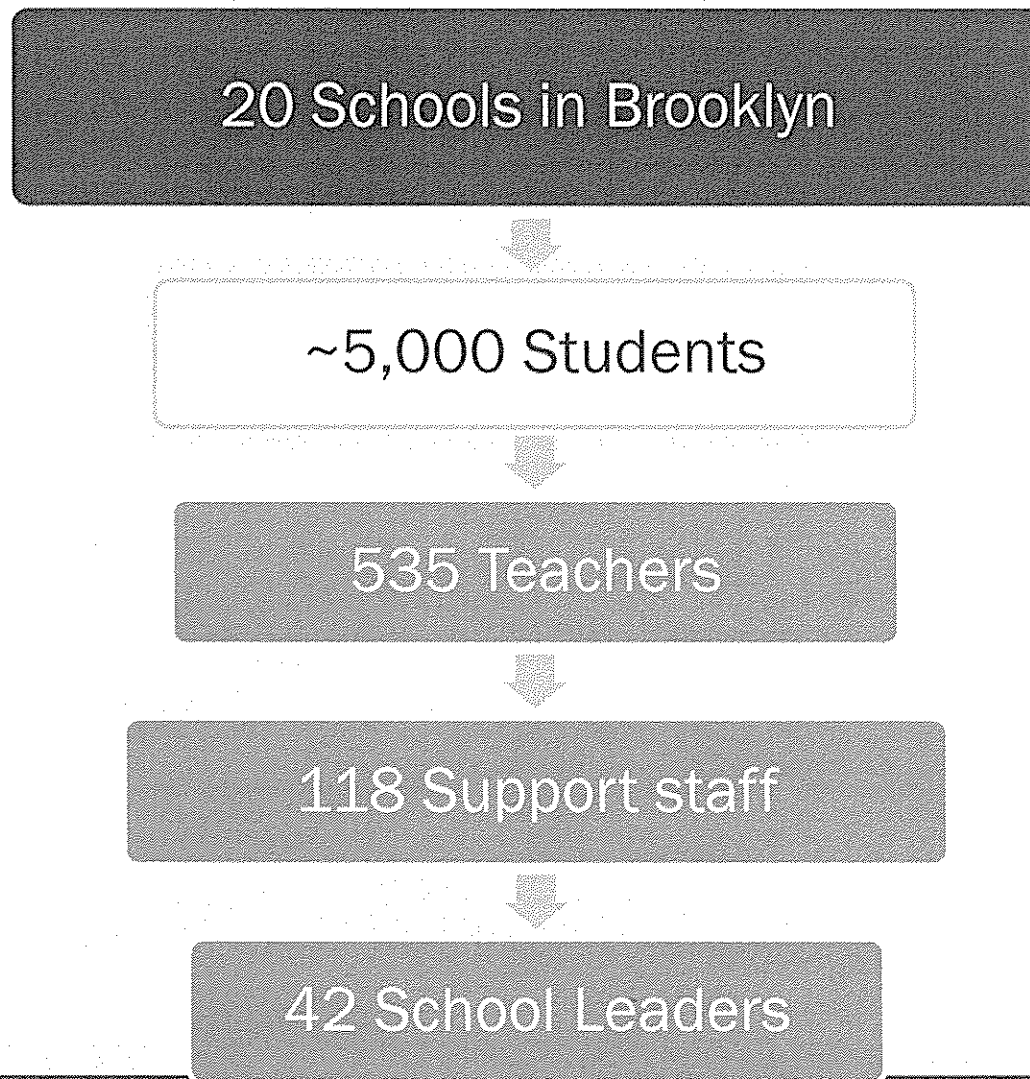 20 Schools in Brooklyn
~5,000 Students
535 Teachers
118 Support staff
42 School Leaders